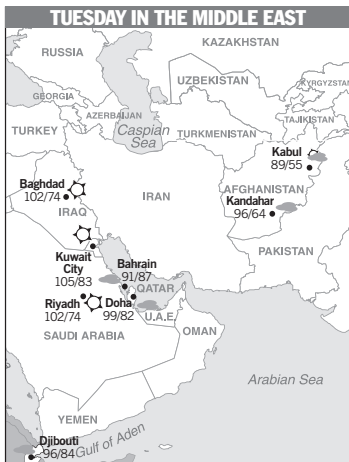 TUESDAY IN THE MIDDLE EAST
KAZAKHSTAN
RUSSIA
UZBEKISTAN
KYRGYZSTAN
GEORGIA
AZERBAIJAN
TAJIKISTAN
TURKEY
Caspian
Sea
TURKMENISTAN
Kabul
89/55
Baghdad
102/74
IRAQ
IRAN
AFGHANISTAN
Kandahar
96/64
PAKISTAN
Kuwait
City
105/83
Bahrain
91/87
QATAR
Riyadh
102/74
Doha
99/82
U.A.E.
SAUDI ARABIA
OMAN
Arabian Sea
YEMEN
Djibouti
96/84
Gulf of Aden